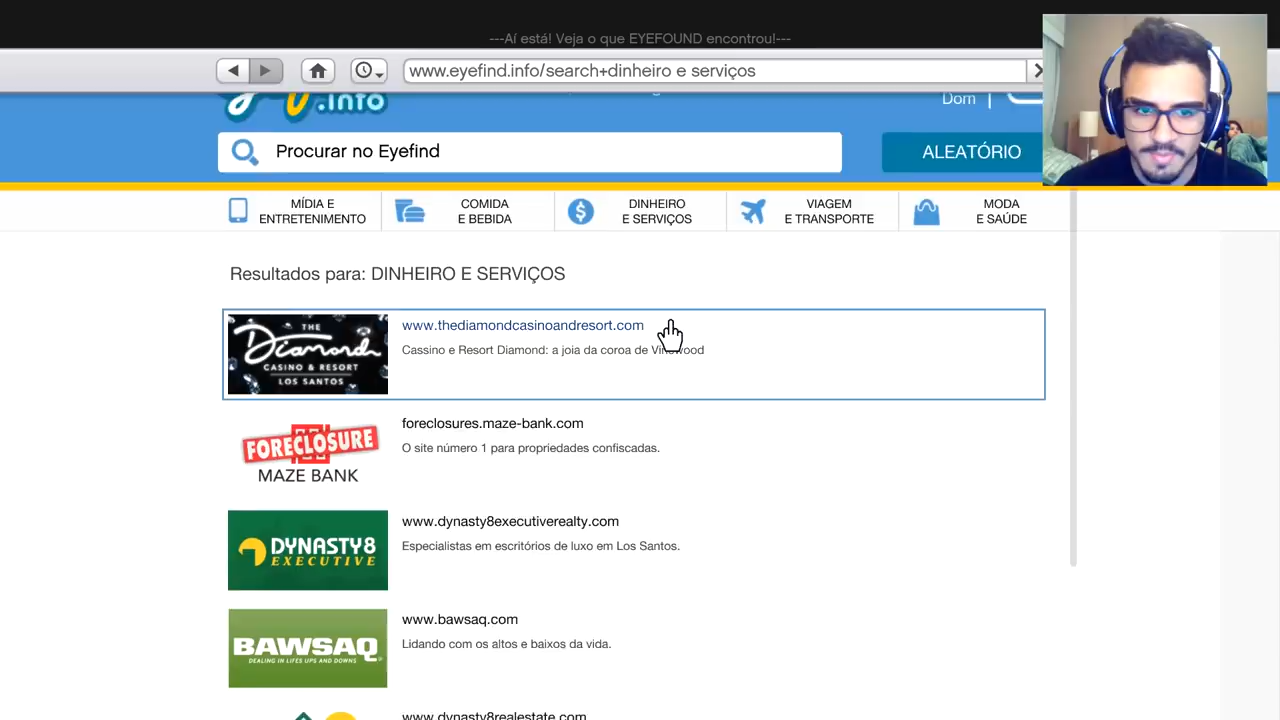 ---Aí está! Veja o que EYEFOUND encontrou!---
www.eyefind.info/search+dinheiro e serviços
.info
Dom |
Procurar no Eyefind
ALEATÓRIO
MÍDIA E
ENTRETENIMENTO
COMIDA
E BEBIDA
DINHEIRO
E SERVIÇOS
VIAGEM
E TRANSPORTE
MODA
E SAÚDE
Resultados para: DINHEIRO E SERVIÇOS
THE
Diamond
CASINO & RESORT
LOS SANTOS
www.thediamondcasinoandresort.com
Cassino e Resort Diamond: a joia da coroa de Vinewood
FORECLOSURE
MAZE BANK
foreclosures.maze-bank.com
O site número 1 para propriedades confiscadas.
DYNASTY8
EXECUTIVE
www.dynasty8executiverealty.com
Especialistas em escritórios de luxo em Los Santos.
BAWSAQ
DEALING IN LIFES UPS AND DOWNS
www.bawsaq.com
Lidando com os altos e baixos da vida.
www.dynasty8realestate.com